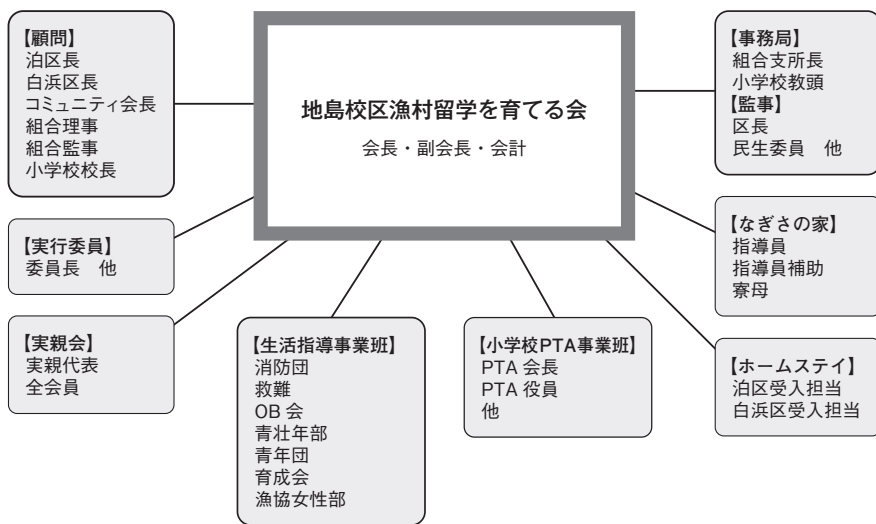 【顧問】
泊区長
白浜区長
コミュニティ会長
組合理事
組合監事
小学校校長
地島校区漁村留学を育てる会
会長・副会長・会計
【事務局】
組合支所長
小学校教頭
【監事】
区長
民生委員　他
【実行委員】
委員長　他
【なぎさの家】
指導員
指導員補助
寮母
【実親会】
実親代表
全会員
【生活指導事業班】
消防団
救難
OB 会
青壮年部
青年団
育成会
漁協女性部
【小学校PTA事業班】
PTA 会長
PTA 役員
他
【ホームステイ】
泊区受入担当
白浜区受入担当